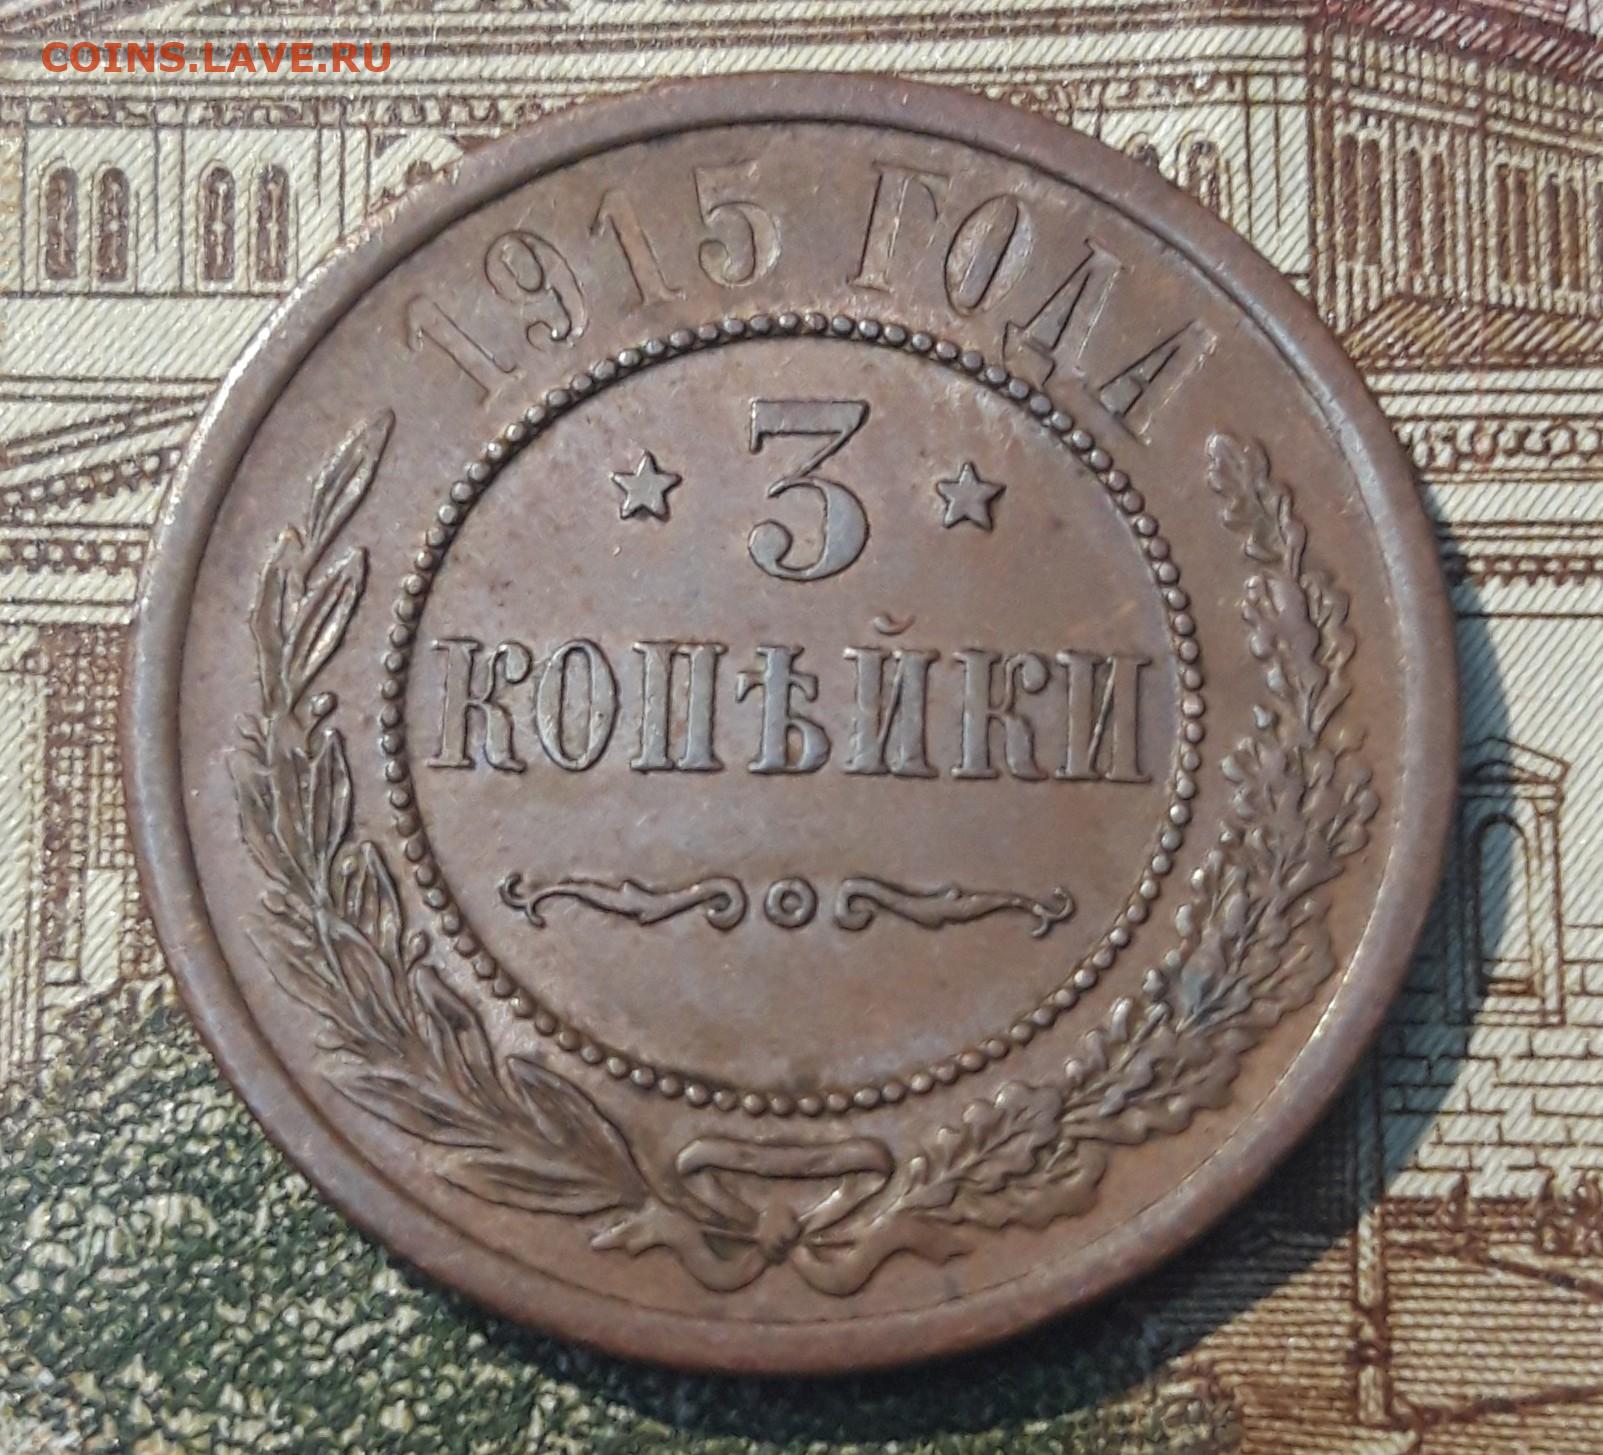 COINS.LAVE.RU
1915 ГОДА
3
КОПѢЙКИ